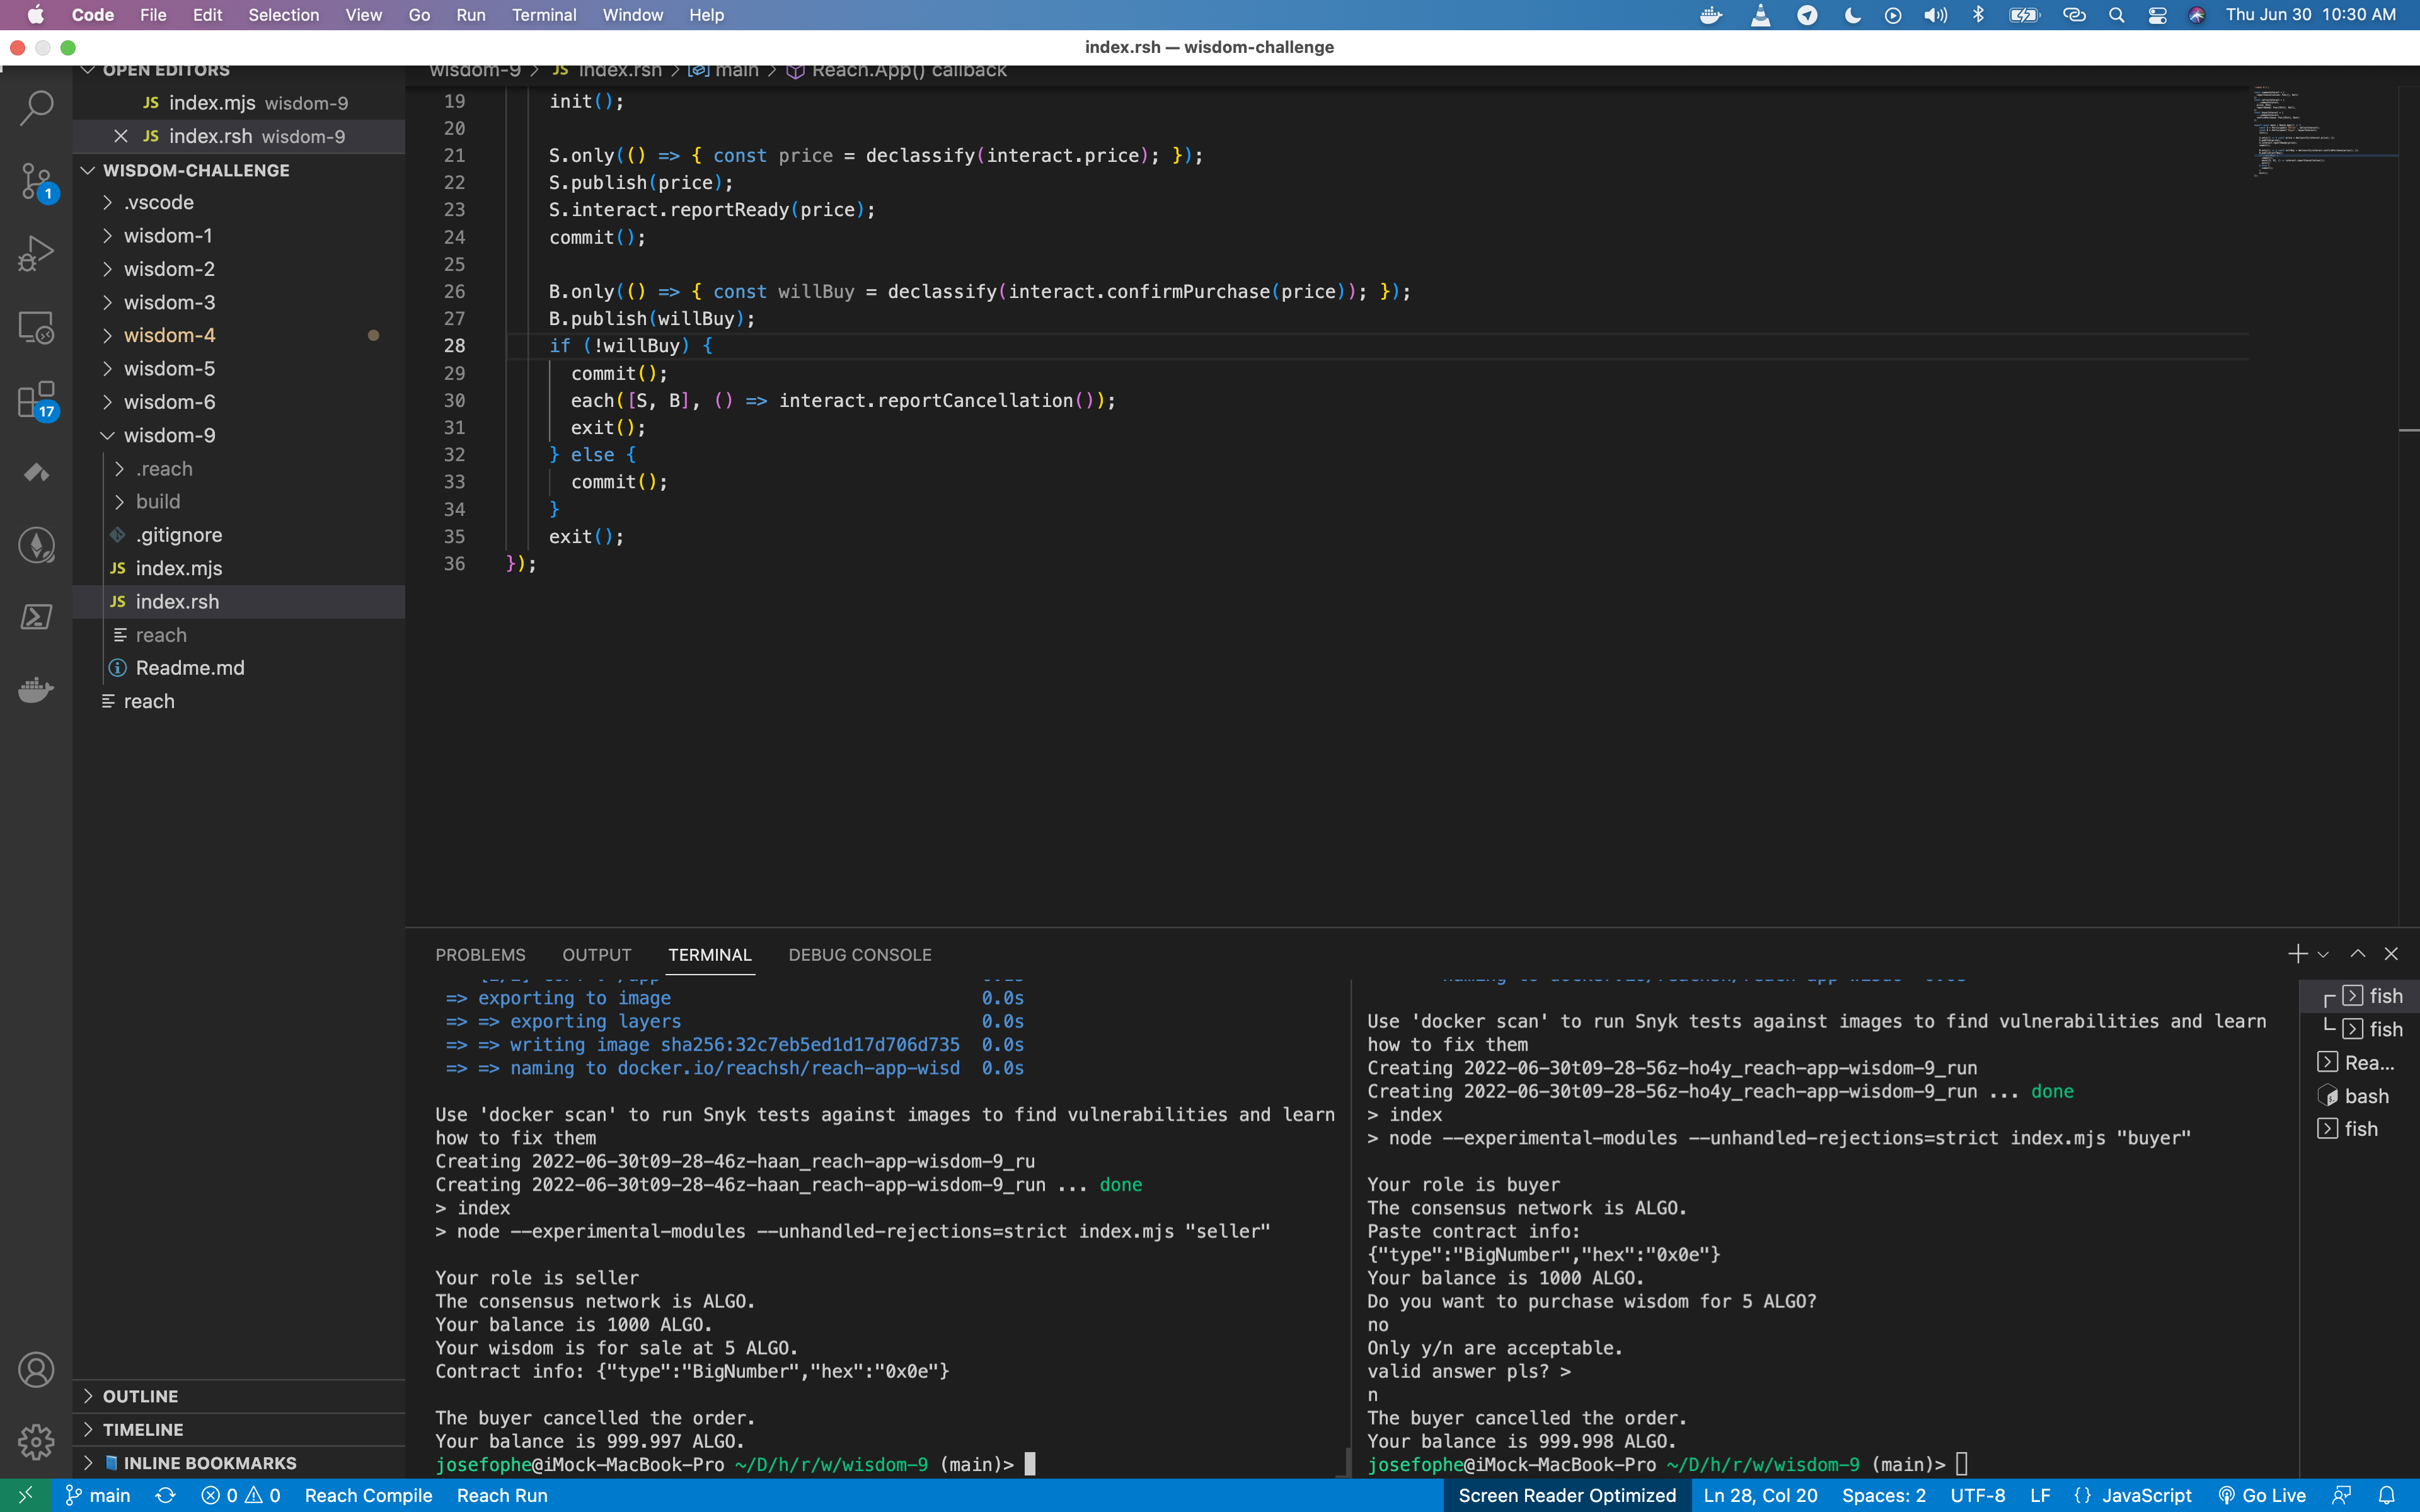 Code File Edit Selection View Go Run Terminal Window Help Thu Jun 30 10:30 AM
index.rsh — wisdom-challenge
OPEN EDITORS
JS index.mjs wisdom-9
JS index.rsh wisdom-9
WISDOM-CHALLENGE
.vscode
wisdom-1
wisdom-2
wisdom-3
wisdom-4
wisdom-5
wisdom-6
wisdom-9
.reach
build
.gitignore
JS index.mjs
JS index.rsh
reach
Readme.md
reach
OUTLINE
TIMELINE
INLINE BOOKMARKS
1
17
wisdom-9 > JS index.rsh > main > Reach.App() callback
19 init();
20
21 S.only(() => { const price = declassify(interact.price); });
22 S.publish(price);
23 S.interact.reportReady(price);
24 commit();
25
26 B.only(() => { const willBuy = declassify(interact.confirmPurchase(price)); });
27 B.publish(willBuy);
28 if (!willBuy) {
29 commit();
30 each([S, B], () => interact.reportCancellation());
31 exit();
32 } else {
33 commit();
34 }
35 exit();
36 });
PROBLEMS OUTPUT TERMINAL DEBUG CONSOLE
=> exporting to image 0.0s
=> => exporting layers 0.0s
=> => writing image sha256:32c7eb5ed1d17d706d735 0.0s
=> => naming to docker.io/reachsh/reach-app-wisd 0.0s
Use 'docker scan' to run Snyk tests against images to find vulnerabilities and learn
how to fix them
Creating 2022-06-30t09-28-46z-haan_reach-app-wisdom-9_ru
Creating 2022-06-30t09-28-46z-haan_reach-app-wisdom-9_run ... done
> index
> node --experimental-modules --unhandled-rejections=strict index.mjs "seller"
Your role is seller
The consensus network is ALGO.
Your balance is 1000 ALGO.
Your wisdom is for sale at 5 ALGO.
Contract info: {"type":"BigNumber","hex":"0x0e"}
The buyer cancelled the order.
Your balance is 999.997 ALGO.
josefophe@iMock-MacBook-Pro ~/D/h/r/w/wisdom-9 (main)>
Use 'docker scan' to run Snyk tests against images to find vulnerabilities and learn
how to fix them
Creating 2022-06-30t09-28-56z-ho4y_reach-app-wisdom-9_run
Creating 2022-06-30t09-28-56z-ho4y_reach-app-wisdom-9_run ... done
> index
> node --experimental-modules --unhandled-rejections=strict index.mjs "buyer"
Your role is buyer
The consensus network is ALGO.
Paste contract info:
{"type":"BigNumber","hex":"0x0e"}
Your balance is 1000 ALGO.
Do you want to purchase wisdom for 5 ALGO?
no
Only y/n are acceptable.
valid answer pls? >
n
The buyer cancelled the order.
Your balance is 999.998 ALGO.
josefophe@iMock-MacBook-Pro ~/D/h/r/w/wisdom-9 (main)>
fish
fish
Rea...
bash
fish
main 0 0 Reach Compile Reach Run Screen Reader Optimized Ln 28, Col 20 Spaces: 2 UTF-8 LF {} JavaScript Go Live